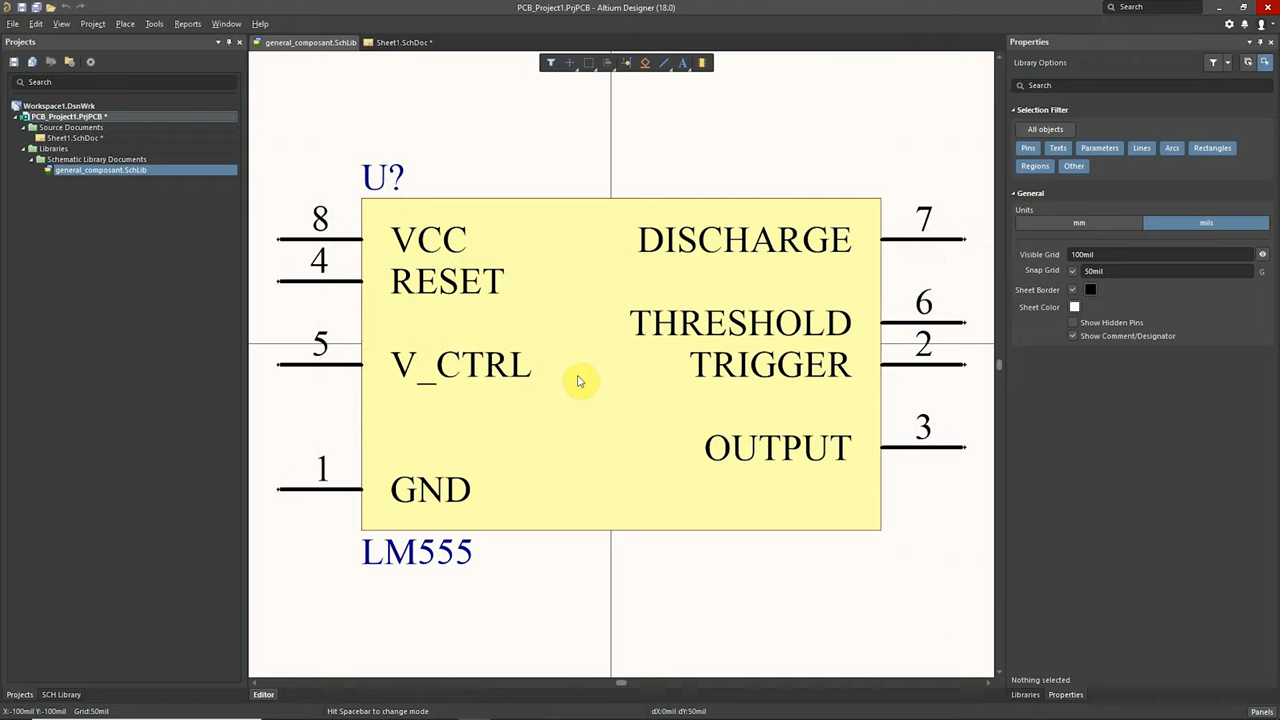 PCB_Project1.PrjPCB - Altium Designer (18.0)
Search
File Edit View Project Place Tools Reports Window Help
Projects
general_composant.SchLib
Sheet1.SchDoc *
Properties
Library Options
Search
Search
Workspace1.DsnWrk
PCB_Project1.PrjPCB *
Source Documents
Sheet1.SchDoc *
Libraries
Schematic Library Documents
general_composant.SchLib
U?
8 VCC
4 RESET
5 V_CTRL
1 GND
DISCHARGE 7
THRESHOLD 6
TRIGGER 2
OUTPUT 3
LM555
Selection Filter
All objects
Pins Texts Parameters Lines Arcs Rectangles
Regions Other
General
Units
mm mils
Visible Grid 100mil
Snap Grid 50mil G
Sheet Border
Sheet Color
Show Hidden Pins
Show Comment/Designator
Nothing selected
Projects SCH Library
Editor
Libraries Properties
X:-100mil Y:-100mil Grid:50mil
Hit Spacebar to change mode
dX:0mil dY:50mil
Panels